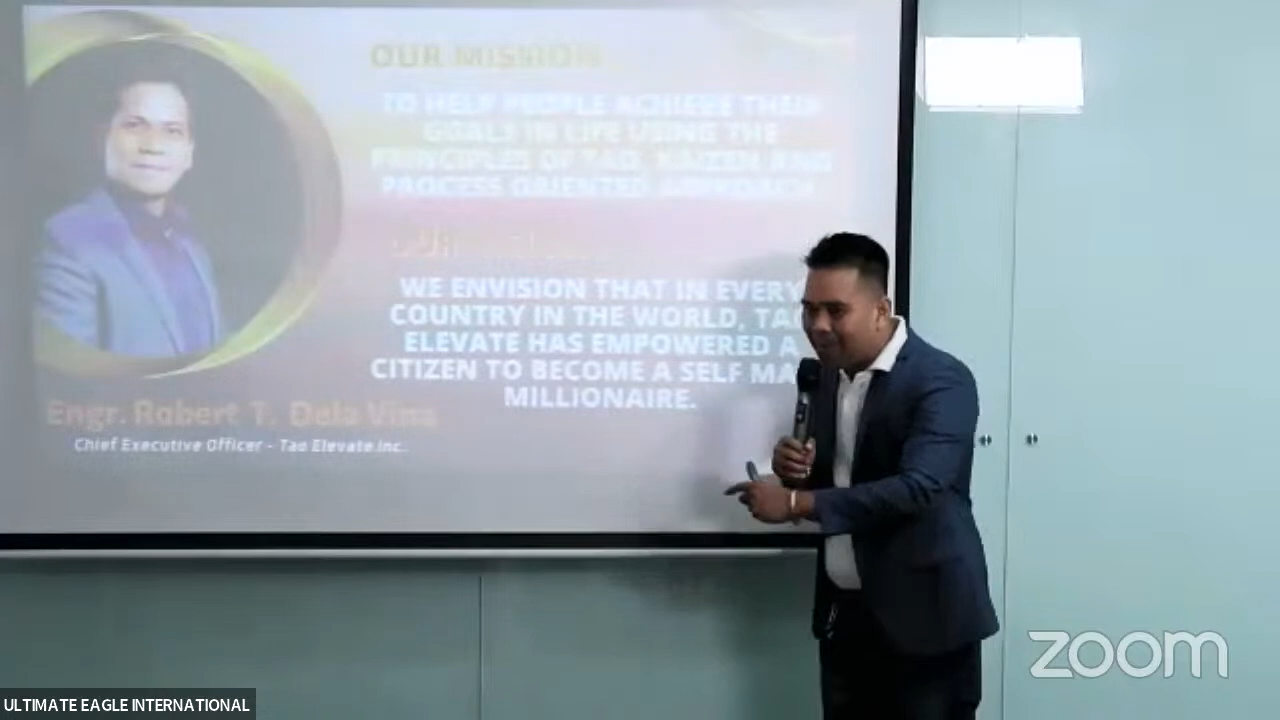 OUR MISSION
TO HELP PEOPLE ACHIEVE THEIR
GOALS IN LIFE USING THE
PRINCIPLES OF TAO, KAIZEN AND
PROCESS ORIENTED APPROACH
WE ENVISION THAT IN EVERY
COUNTRY IN THE WORLD, TAO
ELEVATE HAS EMPOWERED A
CITIZEN TO BECOME A SELF MA
MILLIONAIRE.
Engr. Robert T. Dela Vina
Chief Executive Officer - Tao Elevate Inc.
zoom
ULTIMATE EAGLE INTERNATIONAL